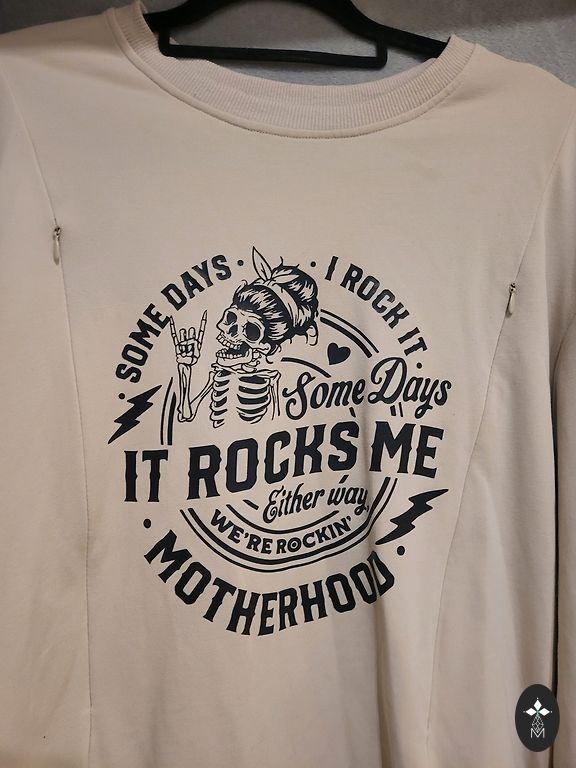 SOME DAYS • I ROCK IT
Some Days
IT ROCKS ME
Either way,
WE'RE ROCKIN'
MOTHERHOOD
M